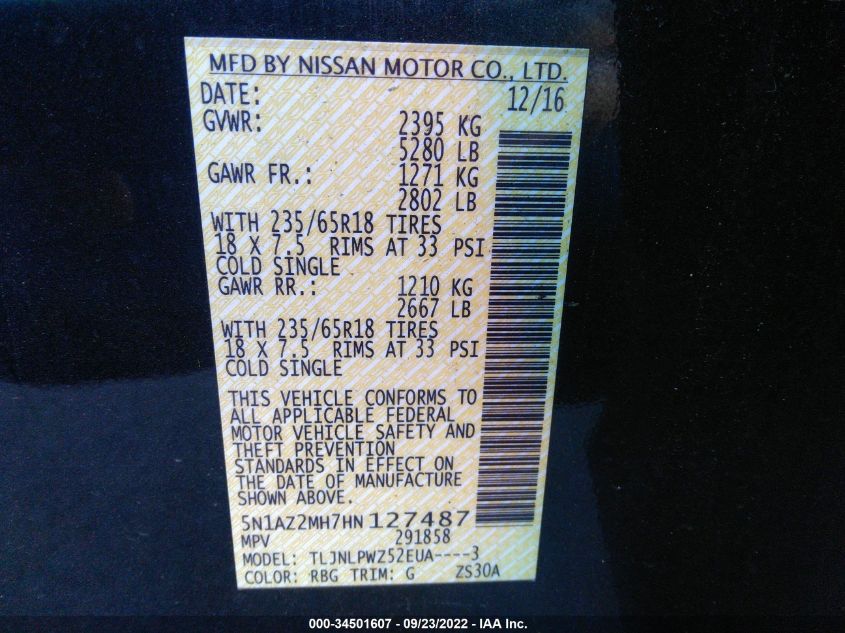 MFD BY NISSAN MOTOR CO., LTD.
DATE: 12/16
GVWR: 2395 KG
5280 LB
GAWR FR.: 1271 KG
2802 LB
WITH 235/65R18 TIRES
18 X 7.5 RIMS AT 33 PSI
COLD SINGLE
GAWR RR.: 1210 KG
2667 LB
WITH 235/65R18 TIRES
18 X 7.5 RIMS AT 33 PSI
COLD SINGLE
THIS VEHICLE CONFORMS TO
ALL APPLICABLE FEDERAL
MOTOR VEHICLE SAFETY AND
THEFT PREVENTION
STANDARDS IN EFFECT ON
THE DATE OF MANUFACTURE
SHOWN ABOVE.
5N1AZ2MH7HN127487
MPV 291858
MODEL: TLJNLPWZ52EUA----3
COLOR: RBG TRIM: G ZS30A
000-34501607 - 09/23/2022 - IAA Inc.